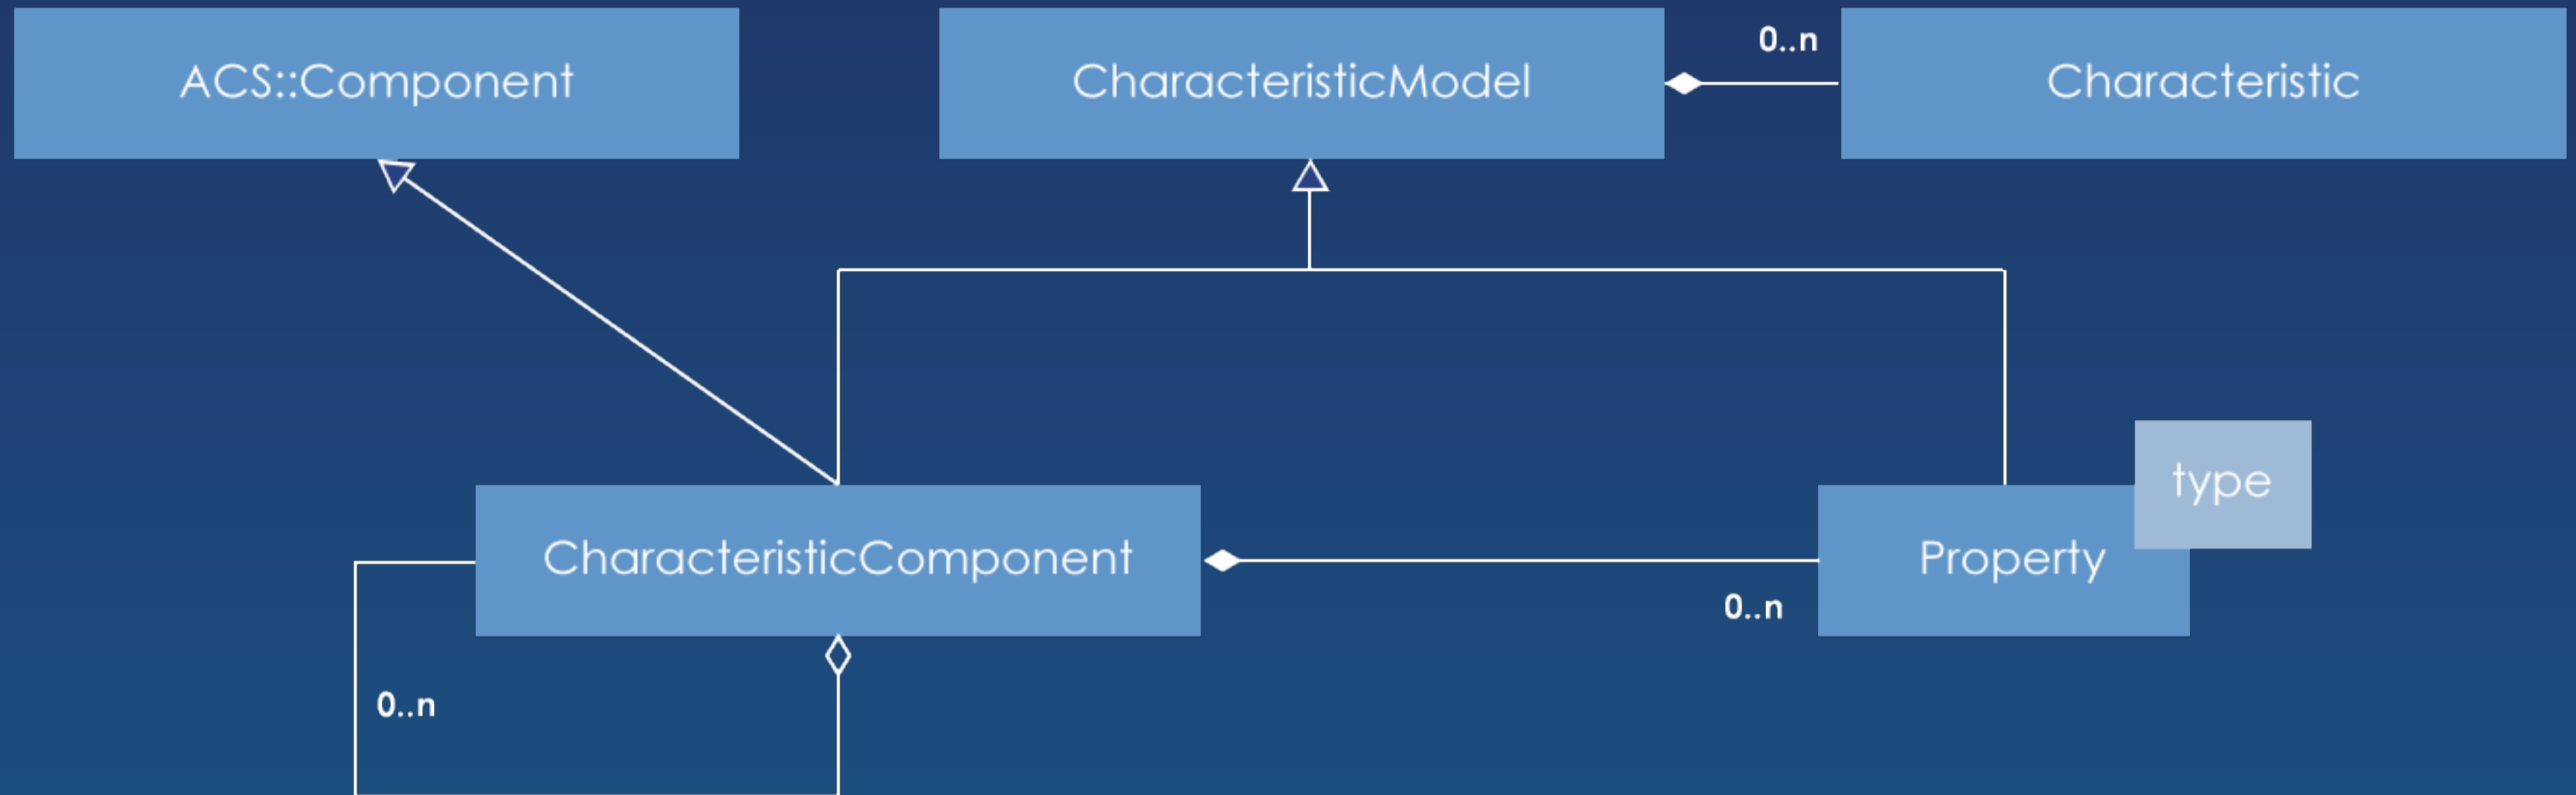 ACS::Component
CharacteristicModel
0..n
Characteristic
type
CharacteristicComponent
Property
0..n
0..n